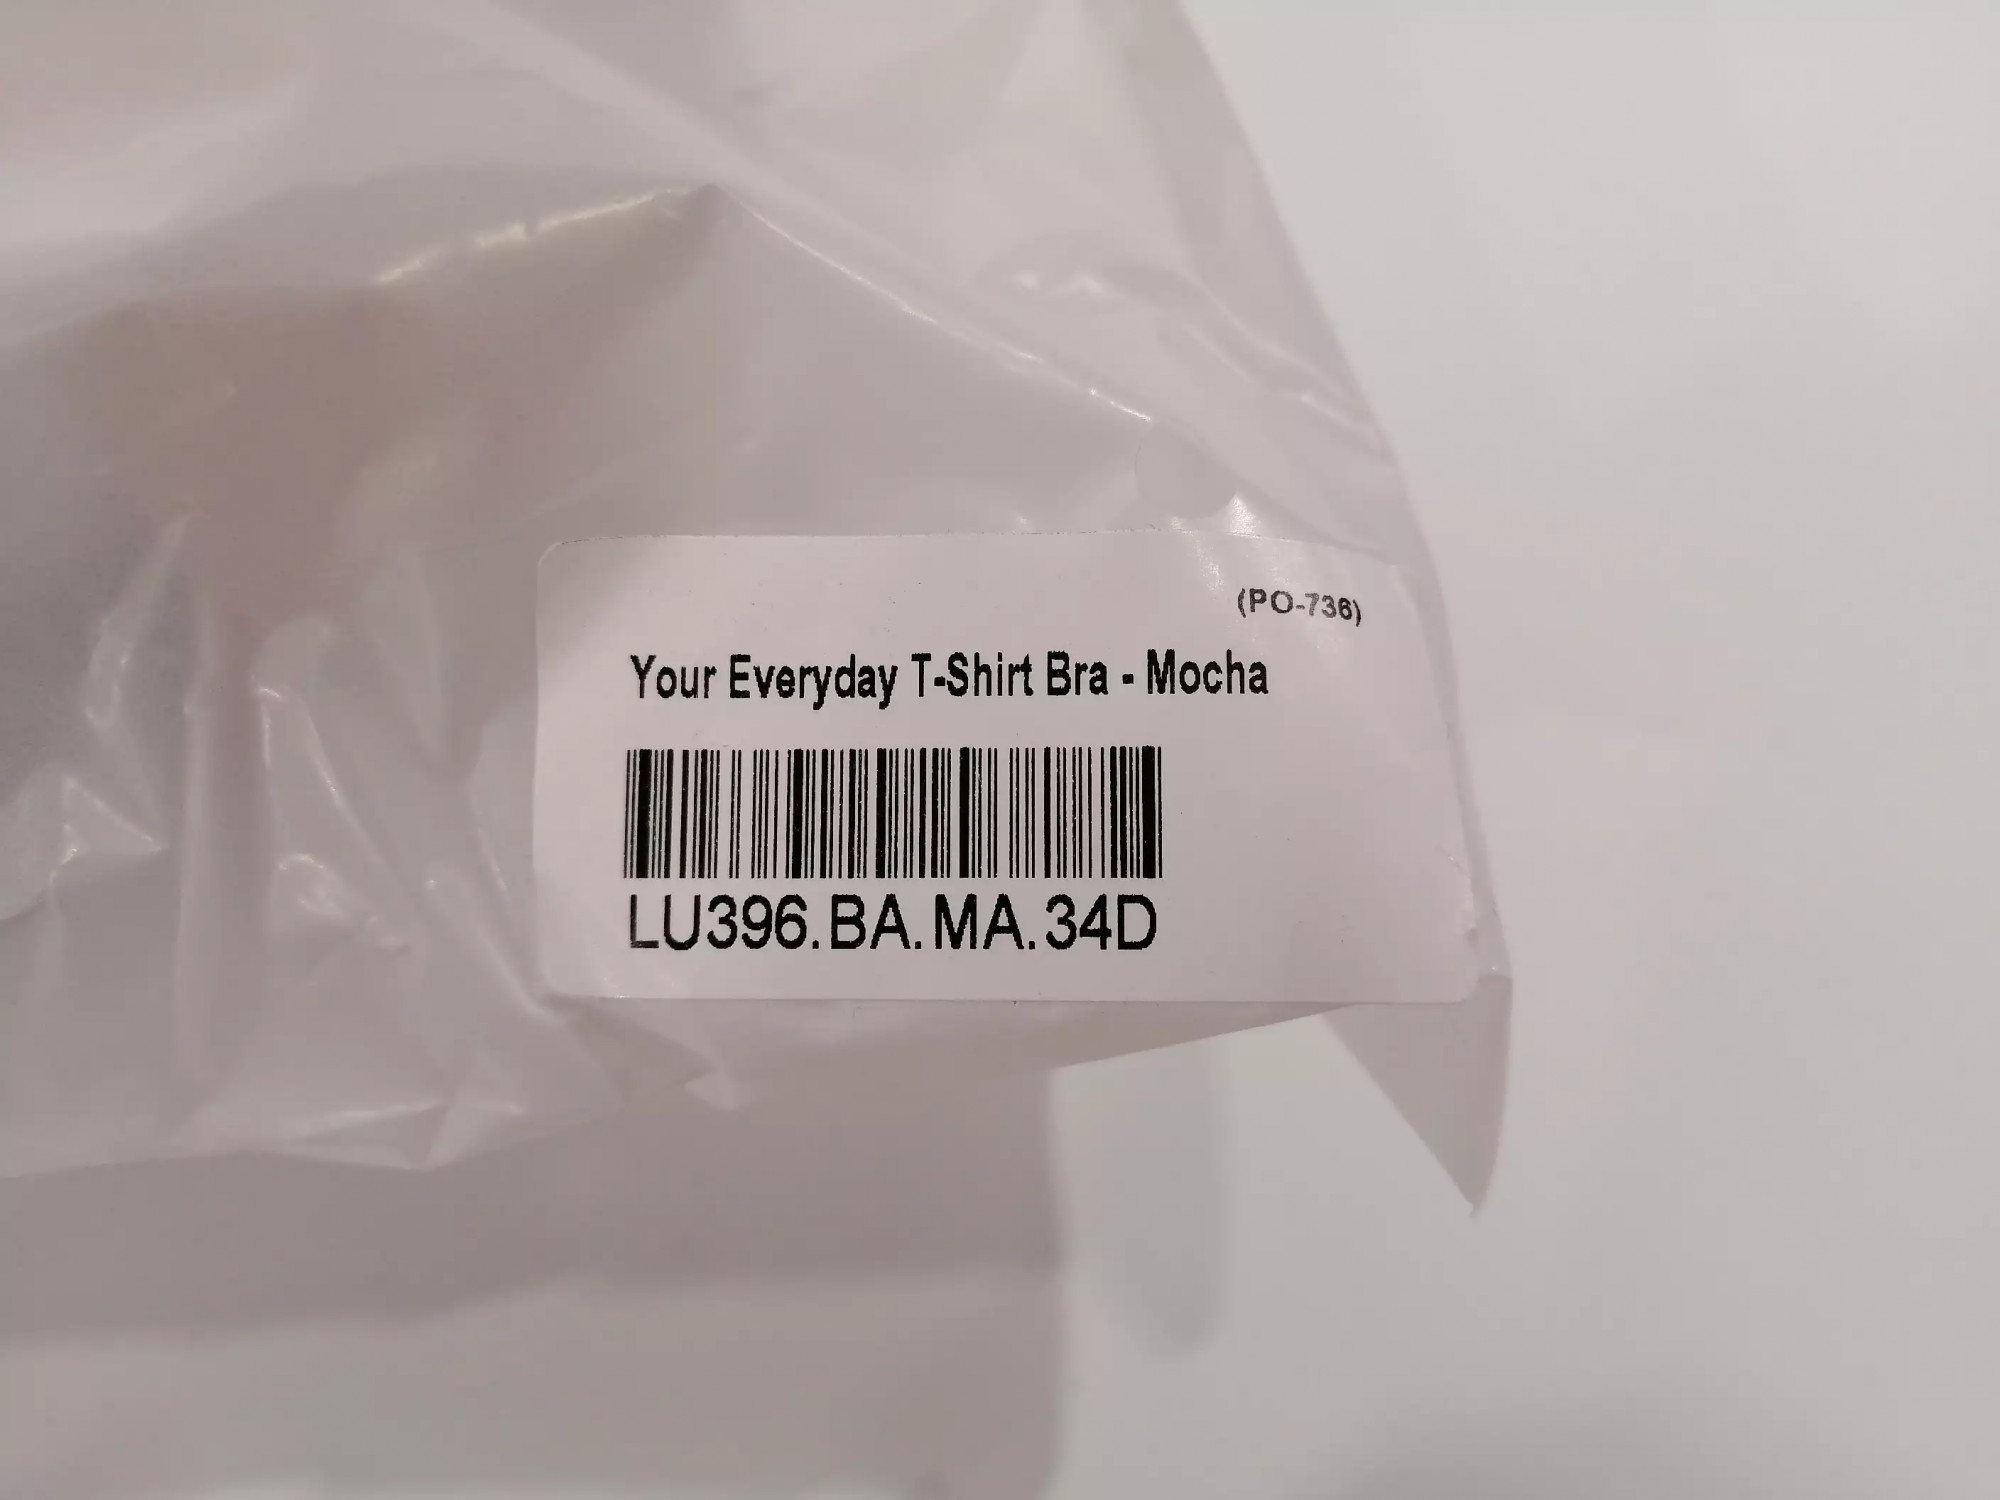 (PO-736)
Your Everyday T-Shirt Bra - Mocha
LU396.BA.MA.34D